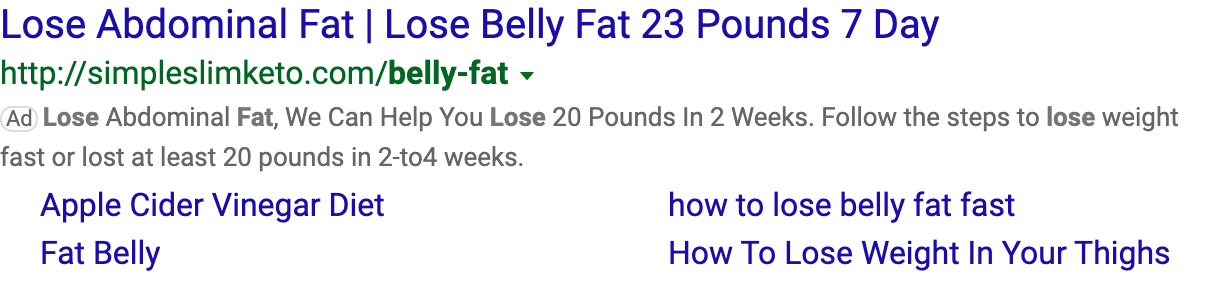 Lose Abdominal Fat | Lose Belly Fat 23 Pounds 7 Day
http://simpleslimketo.com/belly-fat
Ad Lose Abdominal Fat, We Can Help You Lose 20 Pounds In 2 Weeks. Follow the steps to lose weight
fast or lost at least 20 pounds in 2-to4 weeks.
Apple Cider Vinegar Diet how to lose belly fat fast
Fat Belly How To Lose Weight In Your Thighs